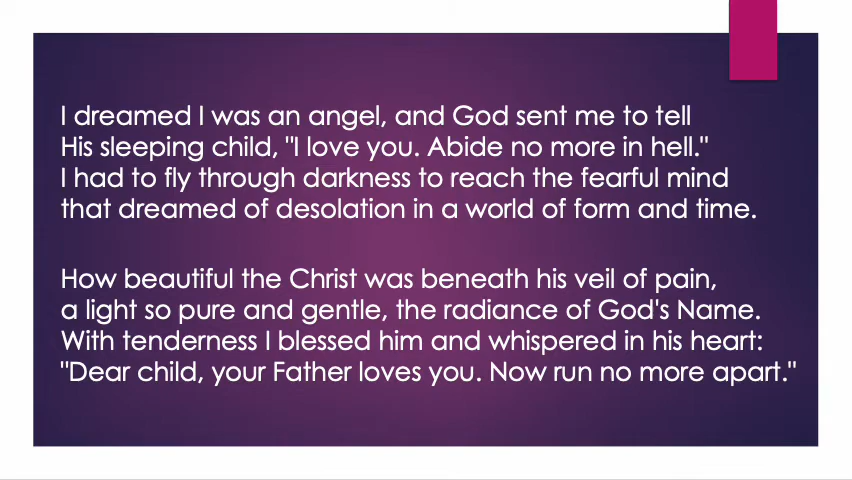 I dreamed I was an angel, and God sent me to tell
His sleeping child, "I love you. Abide no more in hell."
I had to fly through darkness to reach the fearful mind
that dreamed of desolation in a world of form and time.
How beautiful the Christ was beneath his veil of pain,
a light so pure and gentle, the radiance of God's Name.
With tenderness I blessed him and whispered in his heart:
"Dear child, your Father loves you. Now run no more apart."